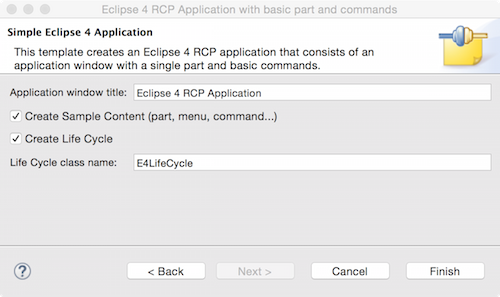 Eclipse 4 RCP Application with basic part and commands
Simple Eclipse 4 Application
This template creates an Eclipse 4 RCP application that consists of an
application window with a single part and basic commands.
Application window title: Eclipse 4 RCP Application
Create Sample Content (part, menu, command...)
Create Life Cycle
Life Cycle class name: E4LifeCycle
? < Back Next > Cancel Finish